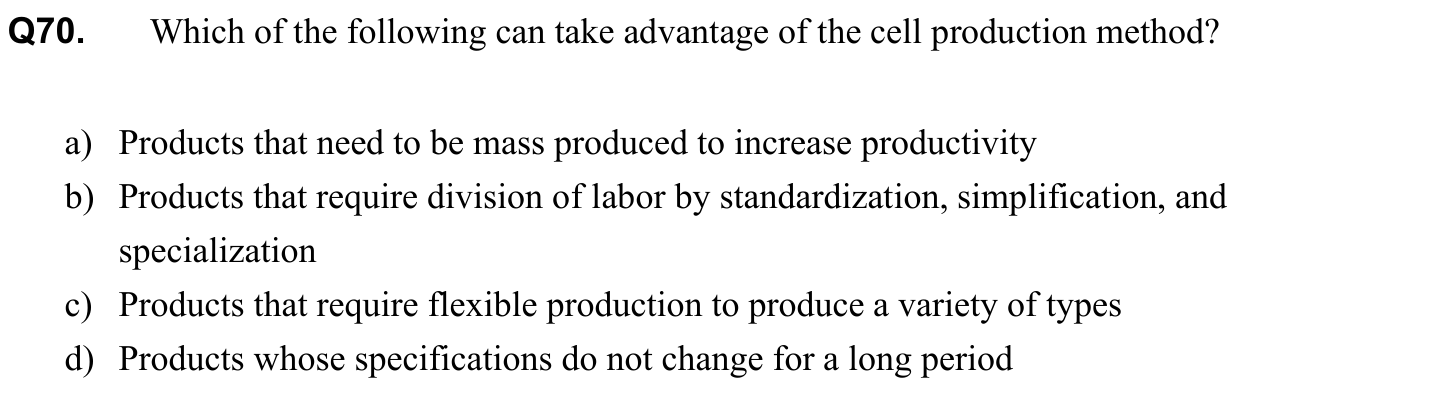 Q70. Which of the following can take advantage of the cell production method?
a) Products that need to be mass produced to increase productivity
b) Products that require division of labor by standardization, simplification, and
specialization
c) Products that require flexible production to produce a variety of types
d) Products whose specifications do not change for a long period